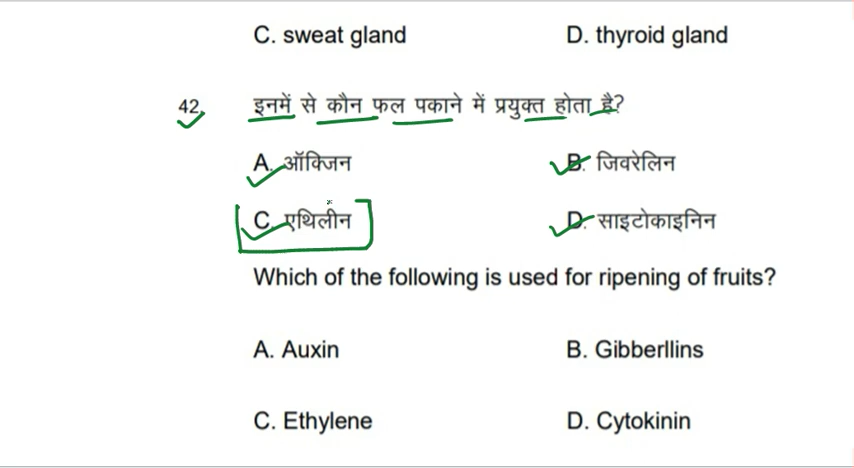 C. sweat gland D. thyroid gland
42. इनमें से कौन फल पकाने में प्रयुक्त होता है?
A. ऑक्जिन B. जिवरेलिन
C. एथिलीन D. साइटोकाइनिन
Which of the following is used for ripening of fruits?
A. Auxin B. Gibberllins
C. Ethylene D. Cytokinin